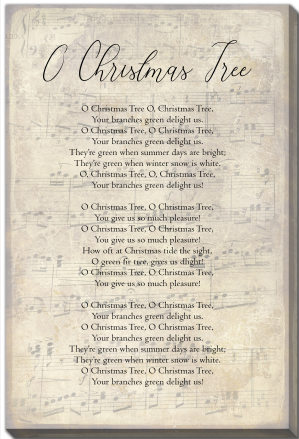 O Christmas Tree
O Christmas Tree O, Christmas Tree,
Your branches green delight us.
O Christmas Tree, O Christmas Tree,
Your branches green delight us.
They're green when summer days are bright;
They're green when winter snow is white.
O, Christmas Tree, O, Christmas Tree,
Your branches green delight us!
O Christmas Tree, O Christmas Tree,
You give us so much pleasure!
O Christmas Tree, O Christmas Tree,
You give us so much pleasure!
How oft at Christmas tide the sight,
O green fir tree, gives us dlight!
O Christmas Tree, O Christmas Tree,
You give us so much pleasure!
O Christmas Tree, O Christmas Tree,
Your branches green delight us.
O Christmas Tree, O Christmas Tree,
Your branches green delight us.
They're green when summer days are bright;
They're green when winter snow is white.
O Christmas Tree, O Christmas Tree,
Your branches green delight us!